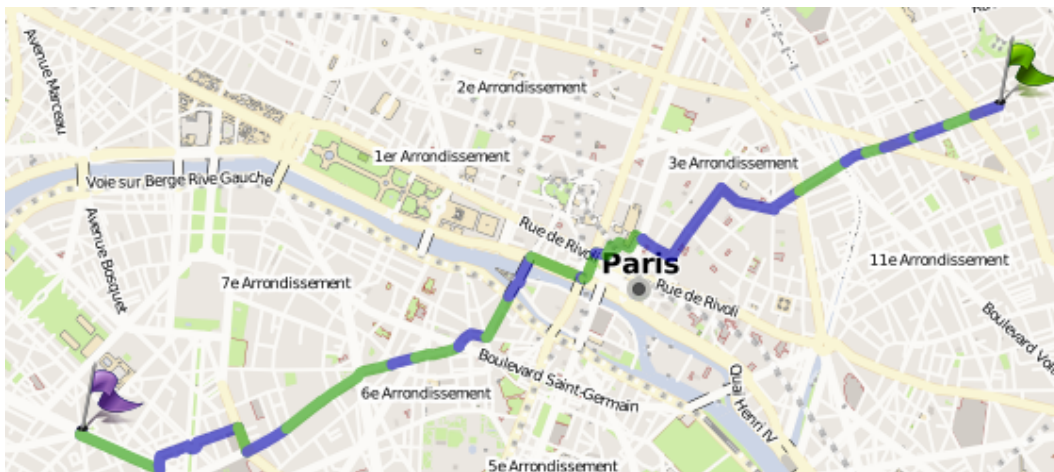 Avenue Marceau
2e Arrondissement
1er Arrondissement
3e Arrondissement
Voie sur Berge Rive Gauche
Avenue Bosquet
Rue de Rivoli
Paris
11e Arrondissement
7e Arrondissement
Rue de Rivoli
Boulevard
Boulevard Saint-Germain
6e Arrondissement
Quai Henri IV
5e Arrondissement